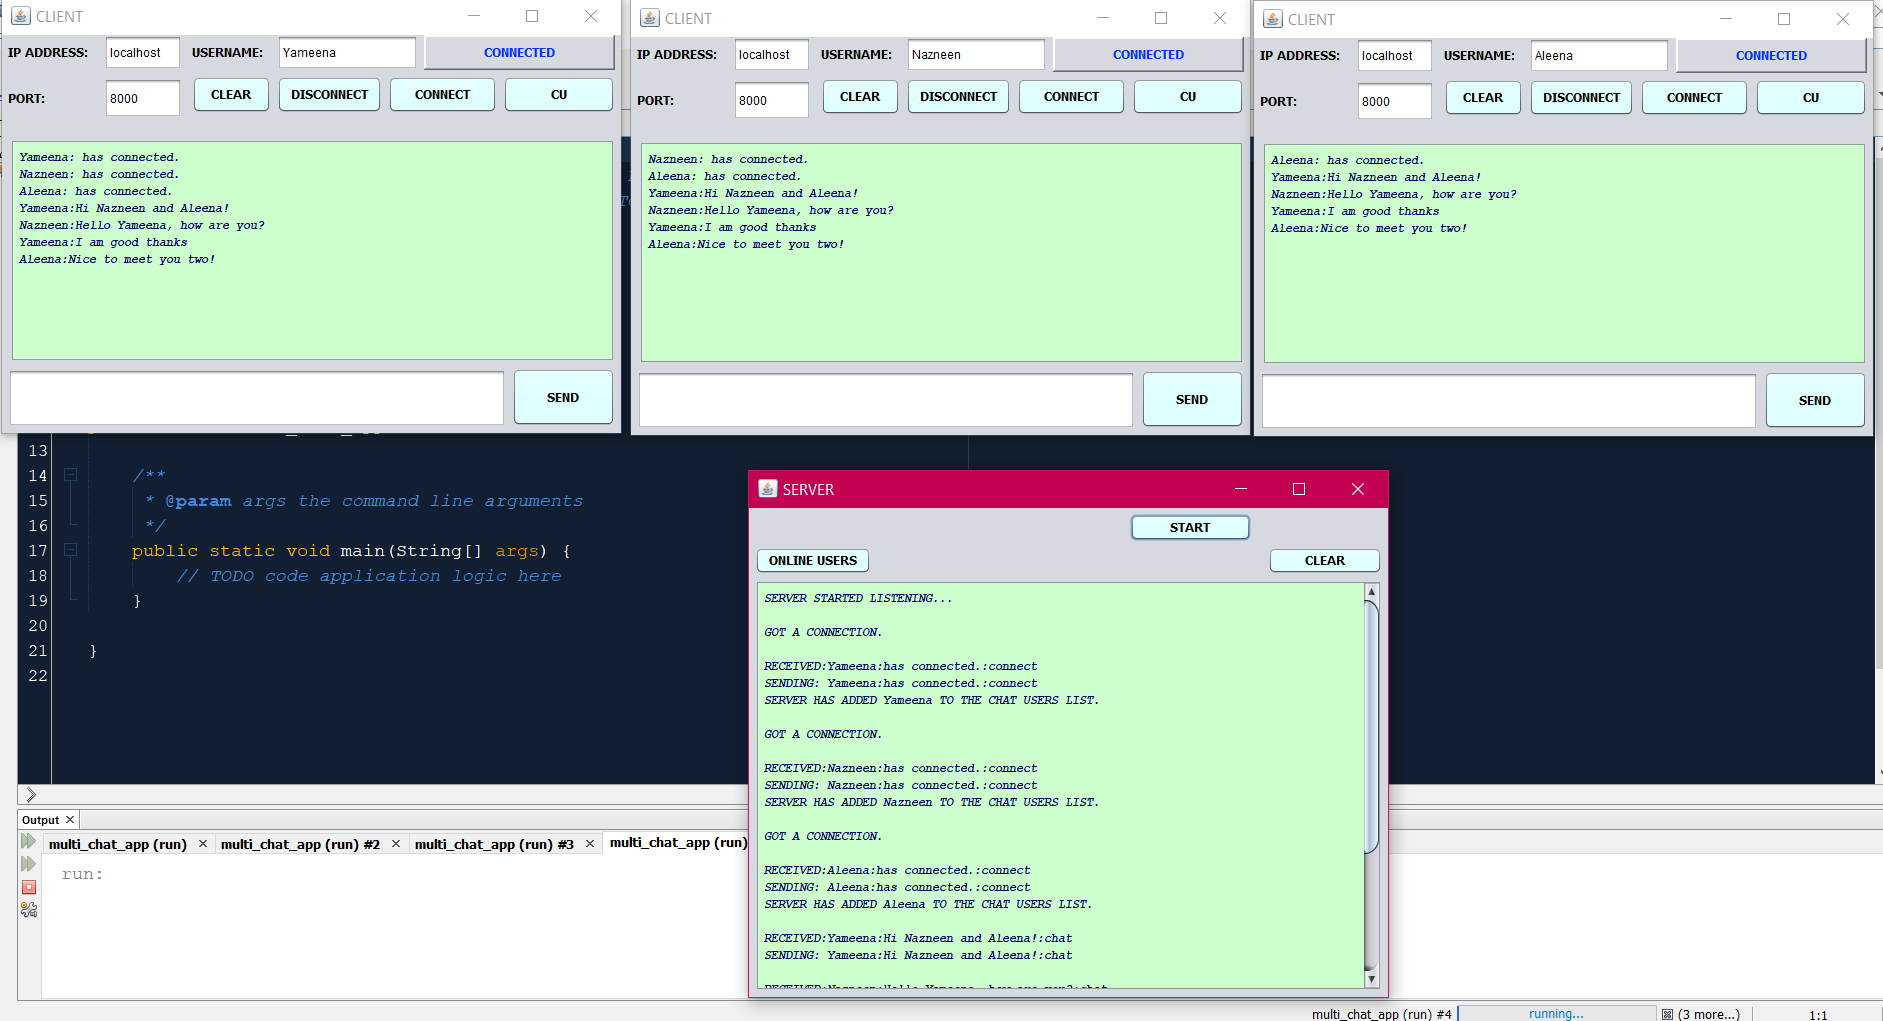 CLIENT
IP ADDRESS: localhost USERNAME: Yameena CONNECTED
PORT: 8000 CLEAR DISCONNECT CONNECT CU
Yameena: has connected.
Nazneen: has connected.
Aleena: has connected.
Yameena:Hi Nazneen and Aleena!
Nazneen:Hello Yameena, how are you?
Yameena:I am good thanks
Aleena:Nice to meet you two!
SEND
CLIENT
IP ADDRESS: localhost USERNAME: Nazneen CONNECTED
PORT: 8000 CLEAR DISCONNECT CONNECT CU
Nazneen: has connected.
Aleena: has connected.
Yameena:Hi Nazneen and Aleena!
Nazneen:Hello Yameena, how are you?
Yameena:I am good thanks
Aleena:Nice to meet you two!
SEND
CLIENT
IP ADDRESS: localhost USERNAME: Aleena CONNECTED
PORT: 8000 CLEAR DISCONNECT CONNECT CU
Aleena: has connected.
Yameena:Hi Nazneen and Aleena!
Nazneen:Hello Yameena, how are you?
Yameena:I am good thanks
Aleena:Nice to meet you two!
SEND
13
14 /**
15 * @param args the command line arguments
16 */
17 public static void main(String[] args) {
18 // TODO code application logic here
19 }
20
21 }
22
SERVER
START
ONLINE USERS CLEAR
SERVER STARTED LISTENING...
GOT A CONNECTION.
RECEIVED:Yameena:has connected.:connect
SENDING: Yameena:has connected.:connect
SERVER HAS ADDED Yameena TO THE CHAT USERS LIST.
GOT A CONNECTION.
RECEIVED:Nazneen:has connected.:connect
SENDING: Nazneen:has connected.:connect
SERVER HAS ADDED Nazneen TO THE CHAT USERS LIST.
GOT A CONNECTION.
RECEIVED:Aleena:has connected.:connect
SENDING: Aleena:has connected.:connect
SERVER HAS ADDED Aleena TO THE CHAT USERS LIST.
RECEIVED:Yameena:Hi Nazneen and Aleena!:chat
SENDING: Yameena:Hi Nazneen and Aleena!:chat
RECEIVED:Nazneen:Hello Yameena, how are you?:chat
Output
multi_chat_app (run) multi_chat_app (run) #2 multi_chat_app (run) #3 multi_chat_app (run)
run:
multi_chat_app (run) #4 running... (3 more...) 1:1